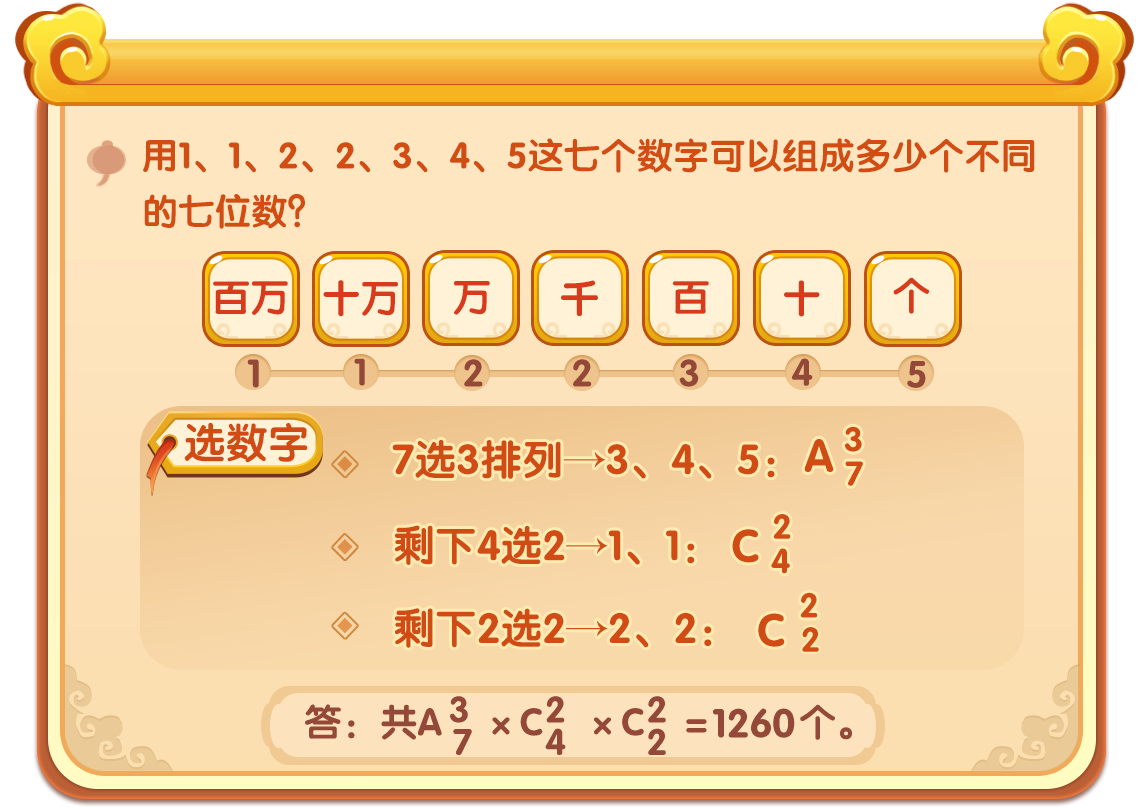 用1、1、2、2、3、4、5这七个数字可以组成多少个不同
的七位数？
百万 十万 万 千 百 十 个
1 1 2 2 3 4 5
选数字
7选3排列→3、4、5：A 3 7
剩下4选2→1、1：C 2 4
剩下2选2→2、2：C 2 2
答：共A 3 7 ×C 2 4 ×C 2 2 =1260个。